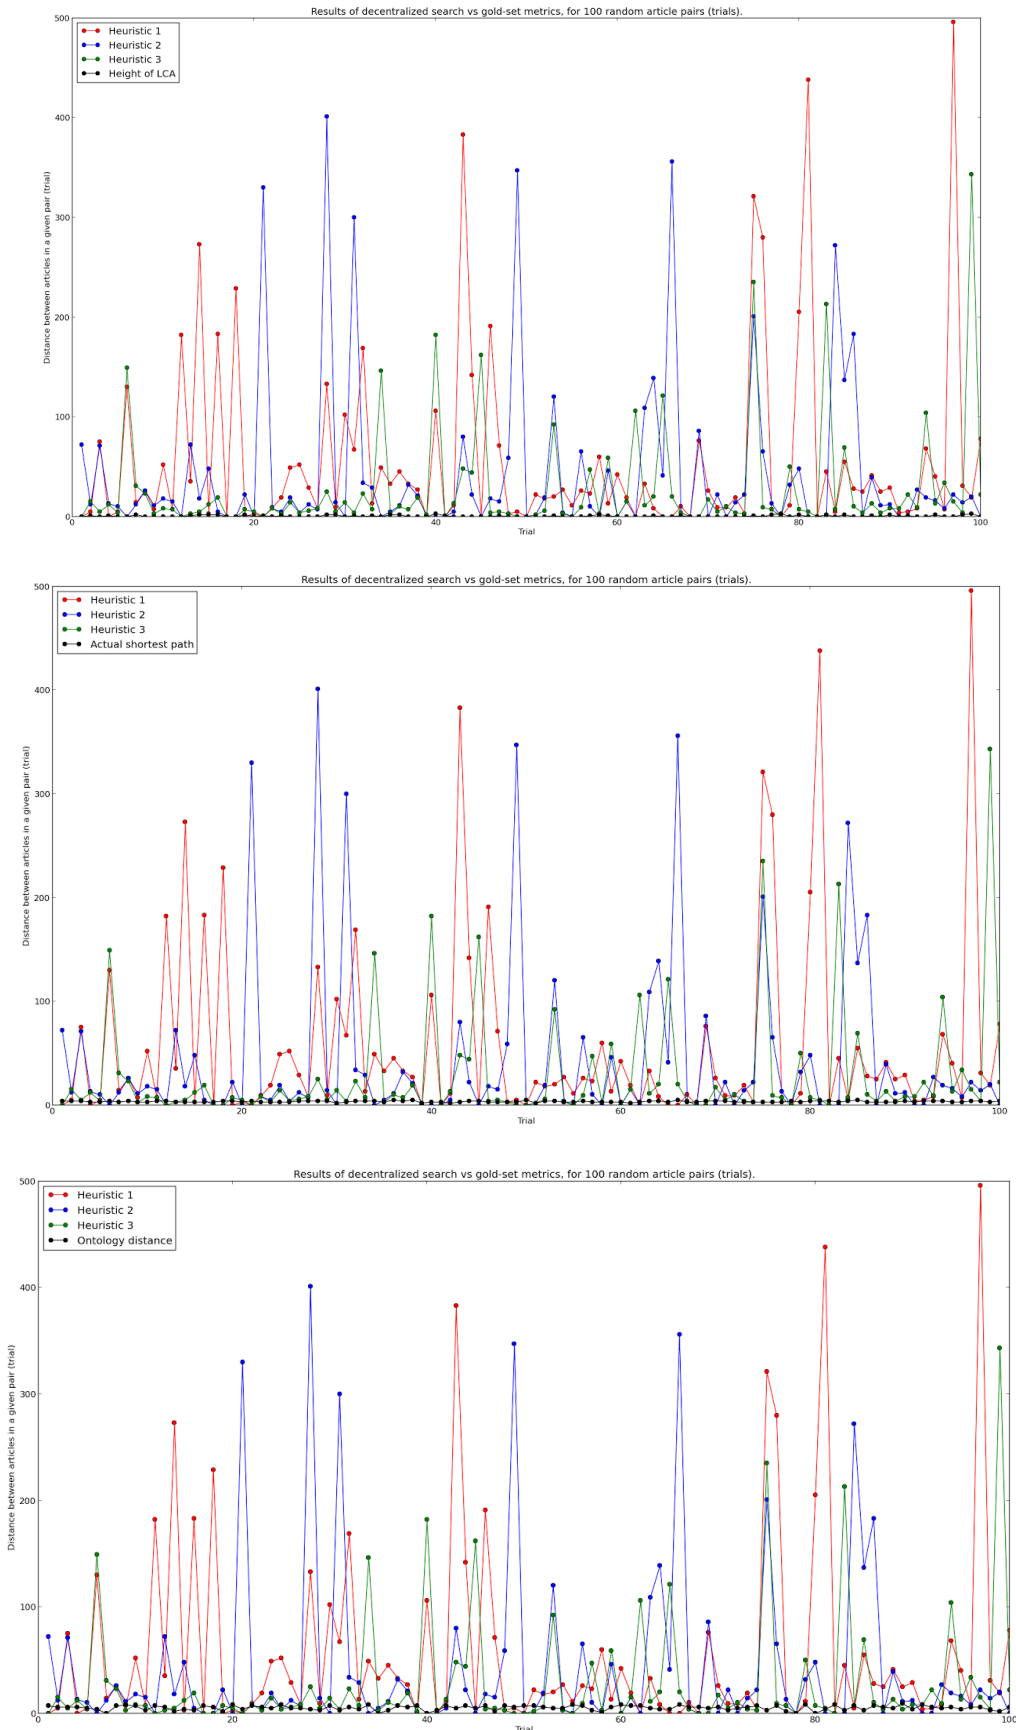 Results of decentralized search vs gold-set metrics, for 100 random article pairs (trials).
500
400
300
200
100
0
Distance between articles in a given pair (trial)
Heuristic 1
Heuristic 2
Heuristic 3
Height of LCA
0
20
40
60
80
100
Trial
Results of decentralized search vs gold-set metrics, for 100 random article pairs (trials).
500
400
300
200
100
0
Distance between articles in a given pair (trial)
Heuristic 1
Heuristic 2
Heuristic 3
Actual shortest path
0
20
40
60
80
100
Trial
Results of decentralized search vs gold-set metrics, for 100 random article pairs (trials).
500
400
300
200
100
0
Distance between articles in a given pair (trial)
Heuristic 1
Heuristic 2
Heuristic 3
Ontology distance
0
20
40
60
80
100
Trial